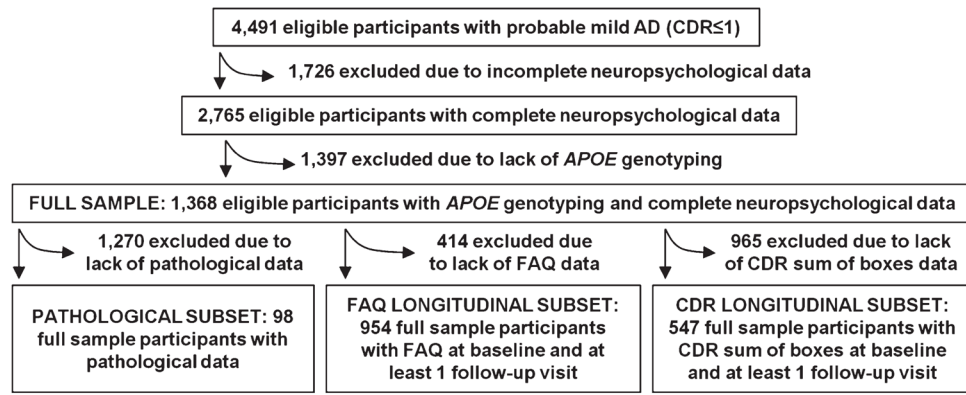 4,491 eligible participants with probable mild AD (CDR≤1)
1,726 excluded due to incomplete neuropsychological data
2,765 eligible participants with complete neuropsychological data
1,397 excluded due to lack of APOE genotyping
FULL SAMPLE: 1,368 eligible participants with APOE genotyping and complete neuropsychological data
1,270 excluded due to
lack of pathological data
414 excluded due
to lack of FAQ data
965 excluded due to lack
of CDR sum of boxes data
PATHOLOGICAL SUBSET: 98
full sample participants with
pathological data
FAQ LONGITUDINAL SUBSET:
954 full sample participants
with FAQ at baseline and at
least 1 follow-up visit
CDR LONGITUDINAL SUBSET:
547 full sample participants with
CDR sum of boxes at baseline
and at least 1 follow-up visit